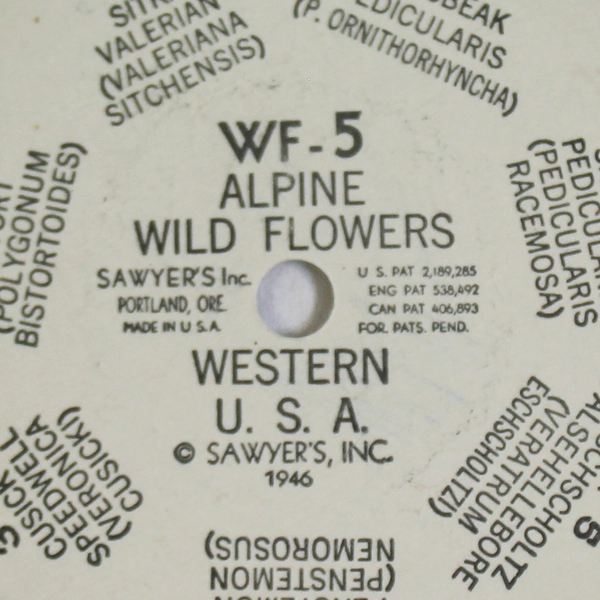 WF-5
ALPINE
WILD FLOWERS
SAWYER'S Inc.
PORTLAND, ORE.
MADE IN U.S.A.
U S. PAT 2,189,285
ENG PAT 538,492
CAN PAT 406,893
FOR. PATS. PEND.
WESTERN
U. S. A.
© SAWYER'S, INC.
1946
VALERIAN
(VALERIANA
SITCHENSIS)
PEDICULARIS
(P. ORNITHORHYNCHA)
(PEDICULARIS
RACEMOSA)
5
ALSEHELLEBORE
(VERATRUM
ESCHSCHOLTZI)
(PENSTEMON
NEMOROSUS)
SPEEDWELL
(VERONICA
CUSICKI)
(POLYGONUM
BISTORTOIDES)